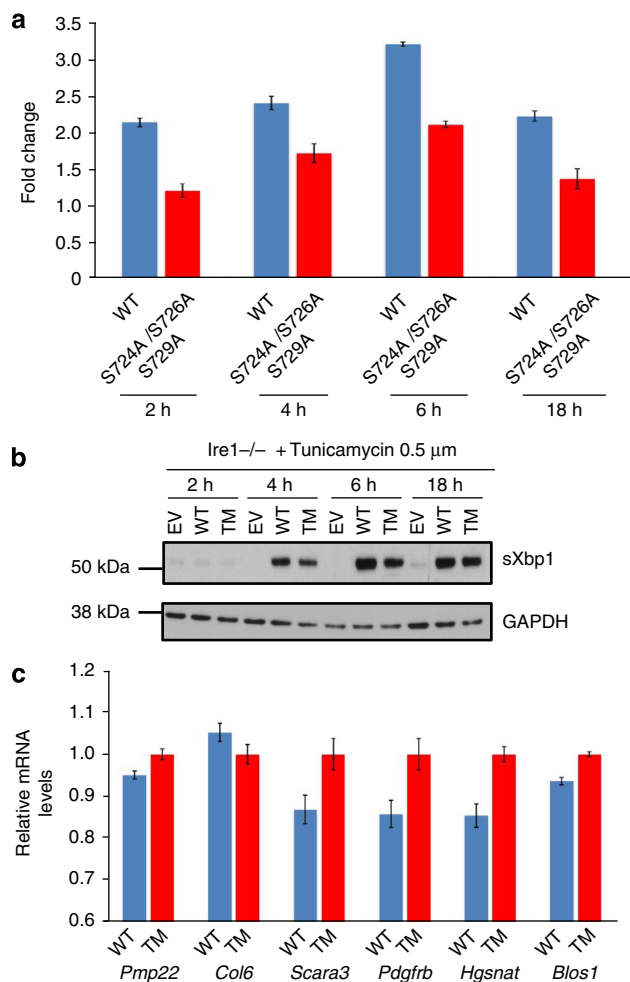 a
3.5
3.0
2.5
2.0
1.5
1.0
0.5
0
Fold change
WT
S724A /S726A
S729A
WT
S724A /S726A
S729A
WT
S724A /S726A
S729A
WT
S724A /S726A
S729A
2 h 4 h 6 h 18 h
b
Ire1–/– + Tunicamycin 0.5 μm
2 h 4 h 6 h 18 h
EV WT TM EV WT TM EV WT TM EV WT TM
50 kDa
sXbp1
38 kDa
GAPDH
c
1.2
1.1
1.0
0.9
0.8
0.7
0.6
Relative mRNA
levels
WT TM WT TM WT TM WT TM WT TM WT TM
Pmp22 Col6 Scara3 Pdgfrb Hgsnat Blos1